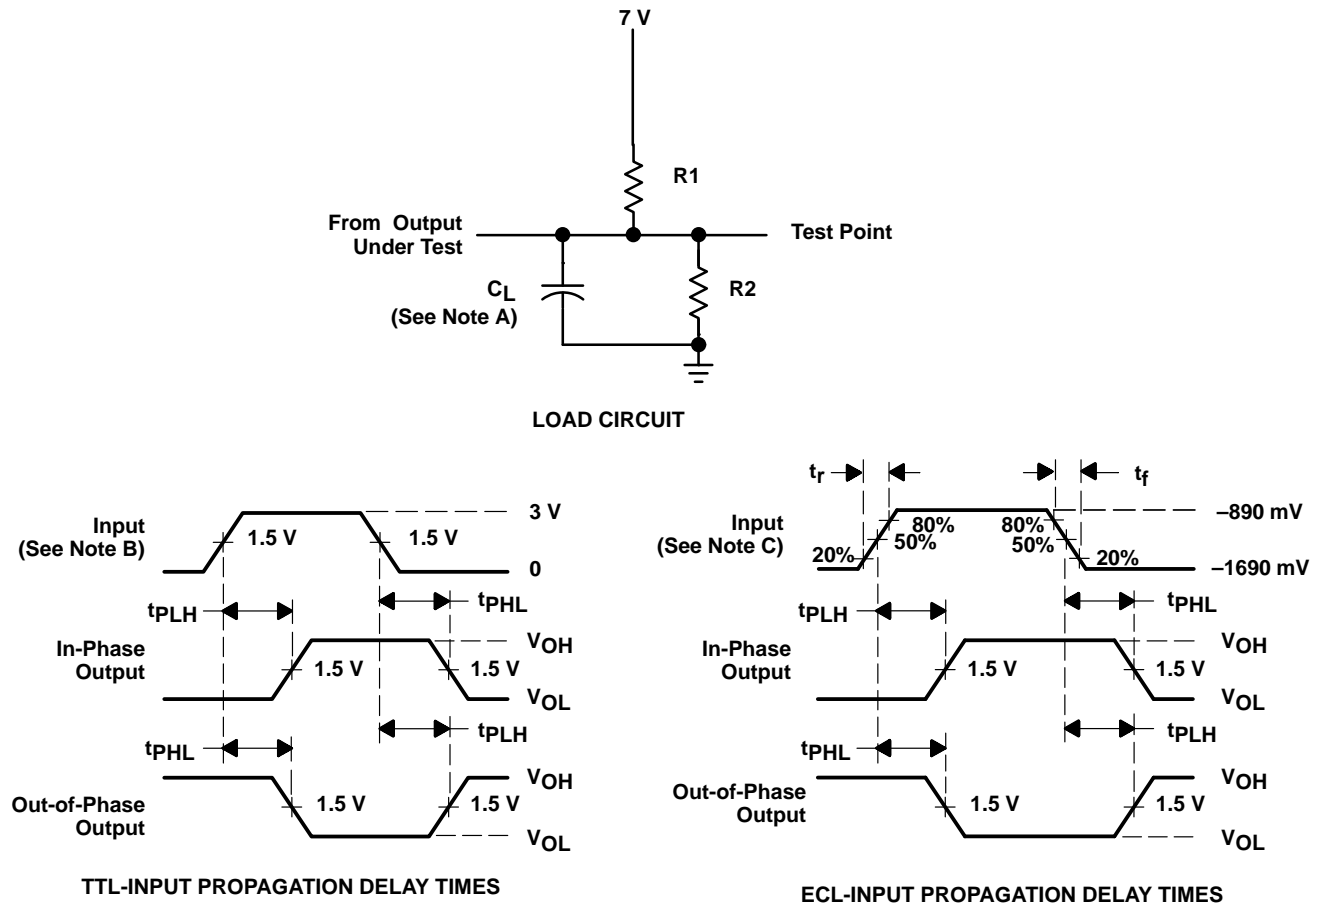 7 V
R1
From Output
Under Test
Test Point
CL
(See Note A)
R2
LOAD CIRCUIT
Input
(See Note B)
1.5 V
1.5 V
3 V
0
tPLH
tPHL
In-Phase
Output
1.5 V
1.5 V
VOH
VOL
tPHL
tPLH
Out-of-Phase
Output
1.5 V
1.5 V
VOH
VOL
TTL-INPUT PROPAGATION DELAY TIMES
tr
tf
Input
(See Note C)
20%
80%
50%
80%
50%
20%
–890 mV
–1690 mV
tPLH
tPHL
In-Phase
Output
1.5 V
1.5 V
VOH
VOL
tPHL
tPLH
Out-of-Phase
Output
1.5 V
1.5 V
VOH
VOL
ECL-INPUT PROPAGATION DELAY TIMES